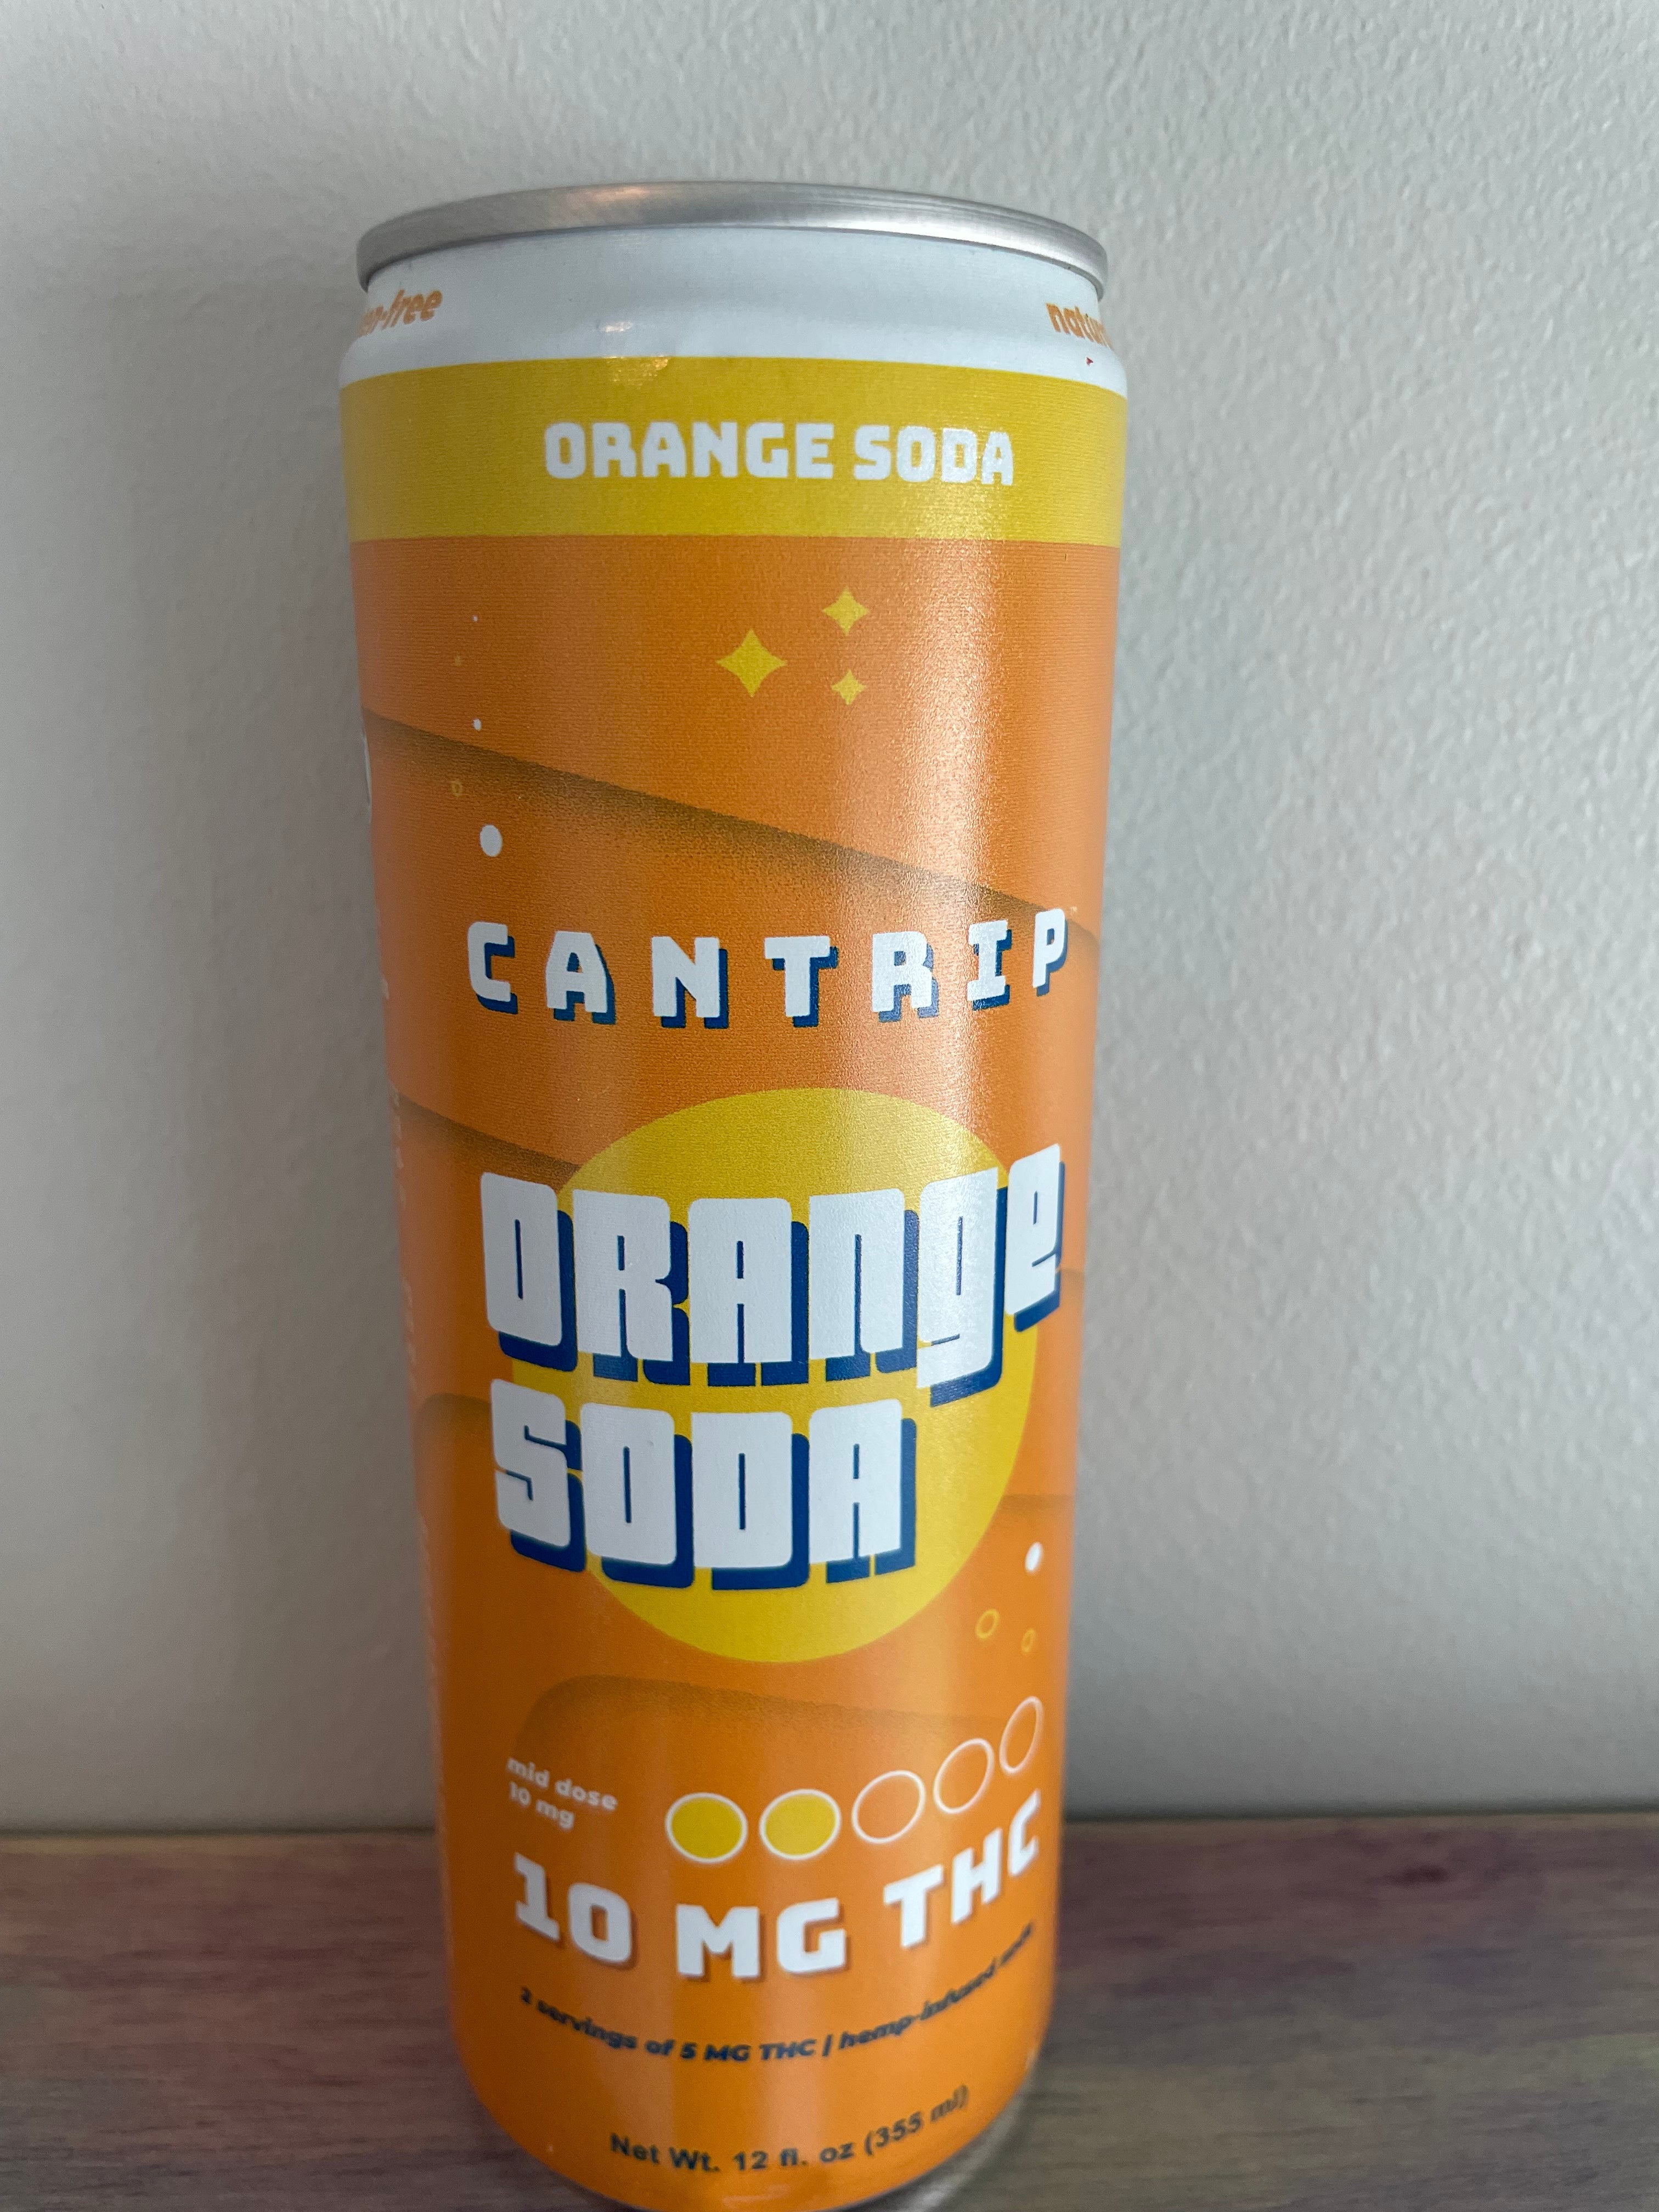 ORANGE SODA
CANTRIP
ORANGE
SODA
mid dose
10 mg
10 MG THC
2 servings of 5 MG THC | hemp-infused soda
Net Wt. 12 fl. oz (355 ml)